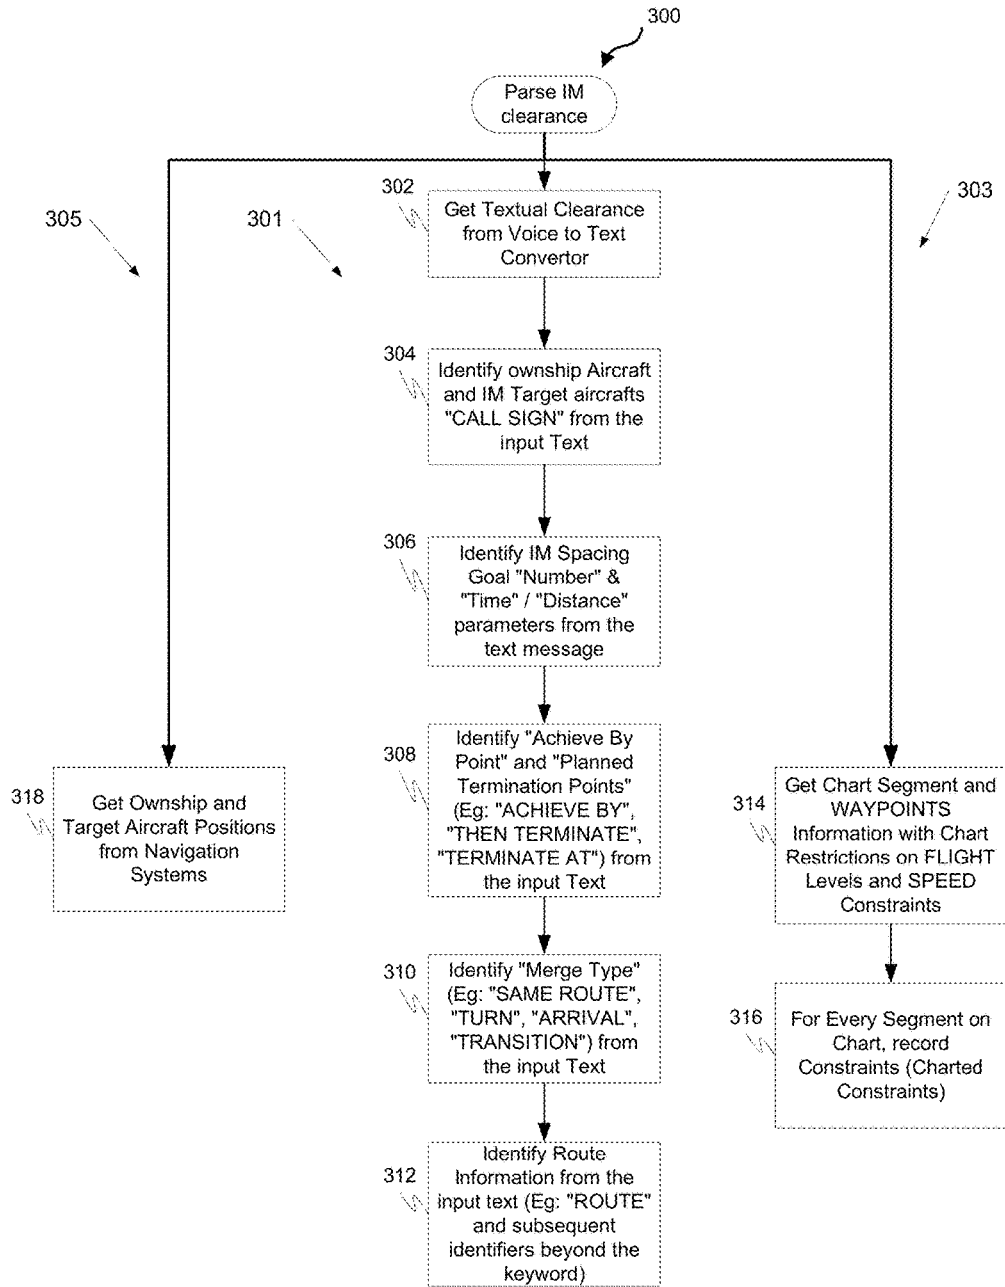 300
Parse IM
clearance
305
301
302
303
Get Textual Clearance
from Voice to Text
Convertor
304
Identify ownship Aircraft
and IM Target aircrafts
"CALL SIGN" from the
input Text
306
Identify IM Spacing
Goal "Number" &
"Time" / "Distance"
parameters from the
text message
308
Identify "Achieve By
Point" and "Planned
Termination Points"
(Eg: "ACHIEVE BY",
"THEN TERMINATE",
"TERMINATE AT") from
the input Text
318
Get Ownship and
Target Aircraft Positions
from Navigation
Systems
314
Get Chart Segment and
WAYPOINTS
Information with Chart
Restrictions on FLIGHT
Levels and SPEED
Constraints
310
Identify "Merge Type"
(Eg: "SAME ROUTE",
"TURN", "ARRIVAL",
"TRANSITION") from
the input Text
316
For Every Segment on
Chart, record
Constraints (Charted
Constraints)
312
Identify Route
Information from the
input text (Eg: "ROUTE"
and subsequent
identifiers beyond the
keyword)